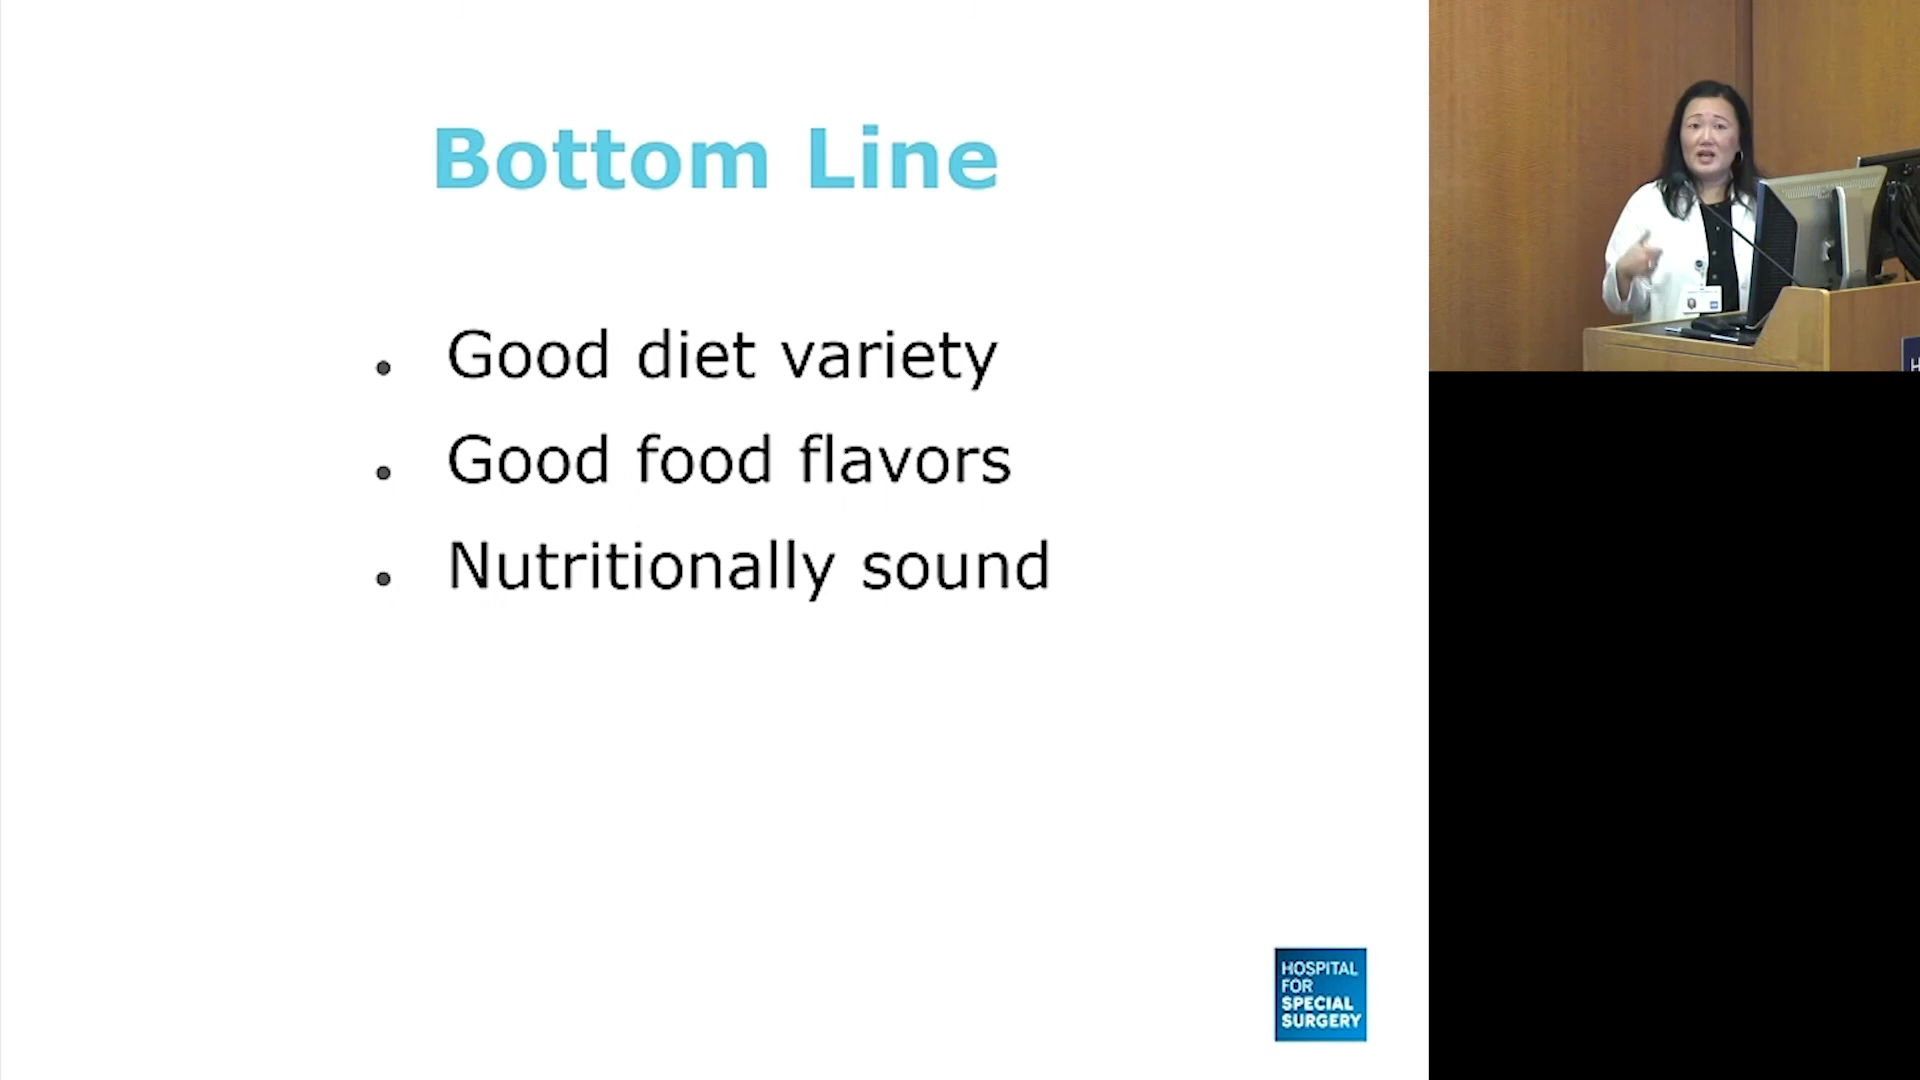 Bottom Line
• Good diet variety
• Good food flavors
• Nutritionally sound
HOSPITAL
FOR
SPECIAL
SURGERY
H